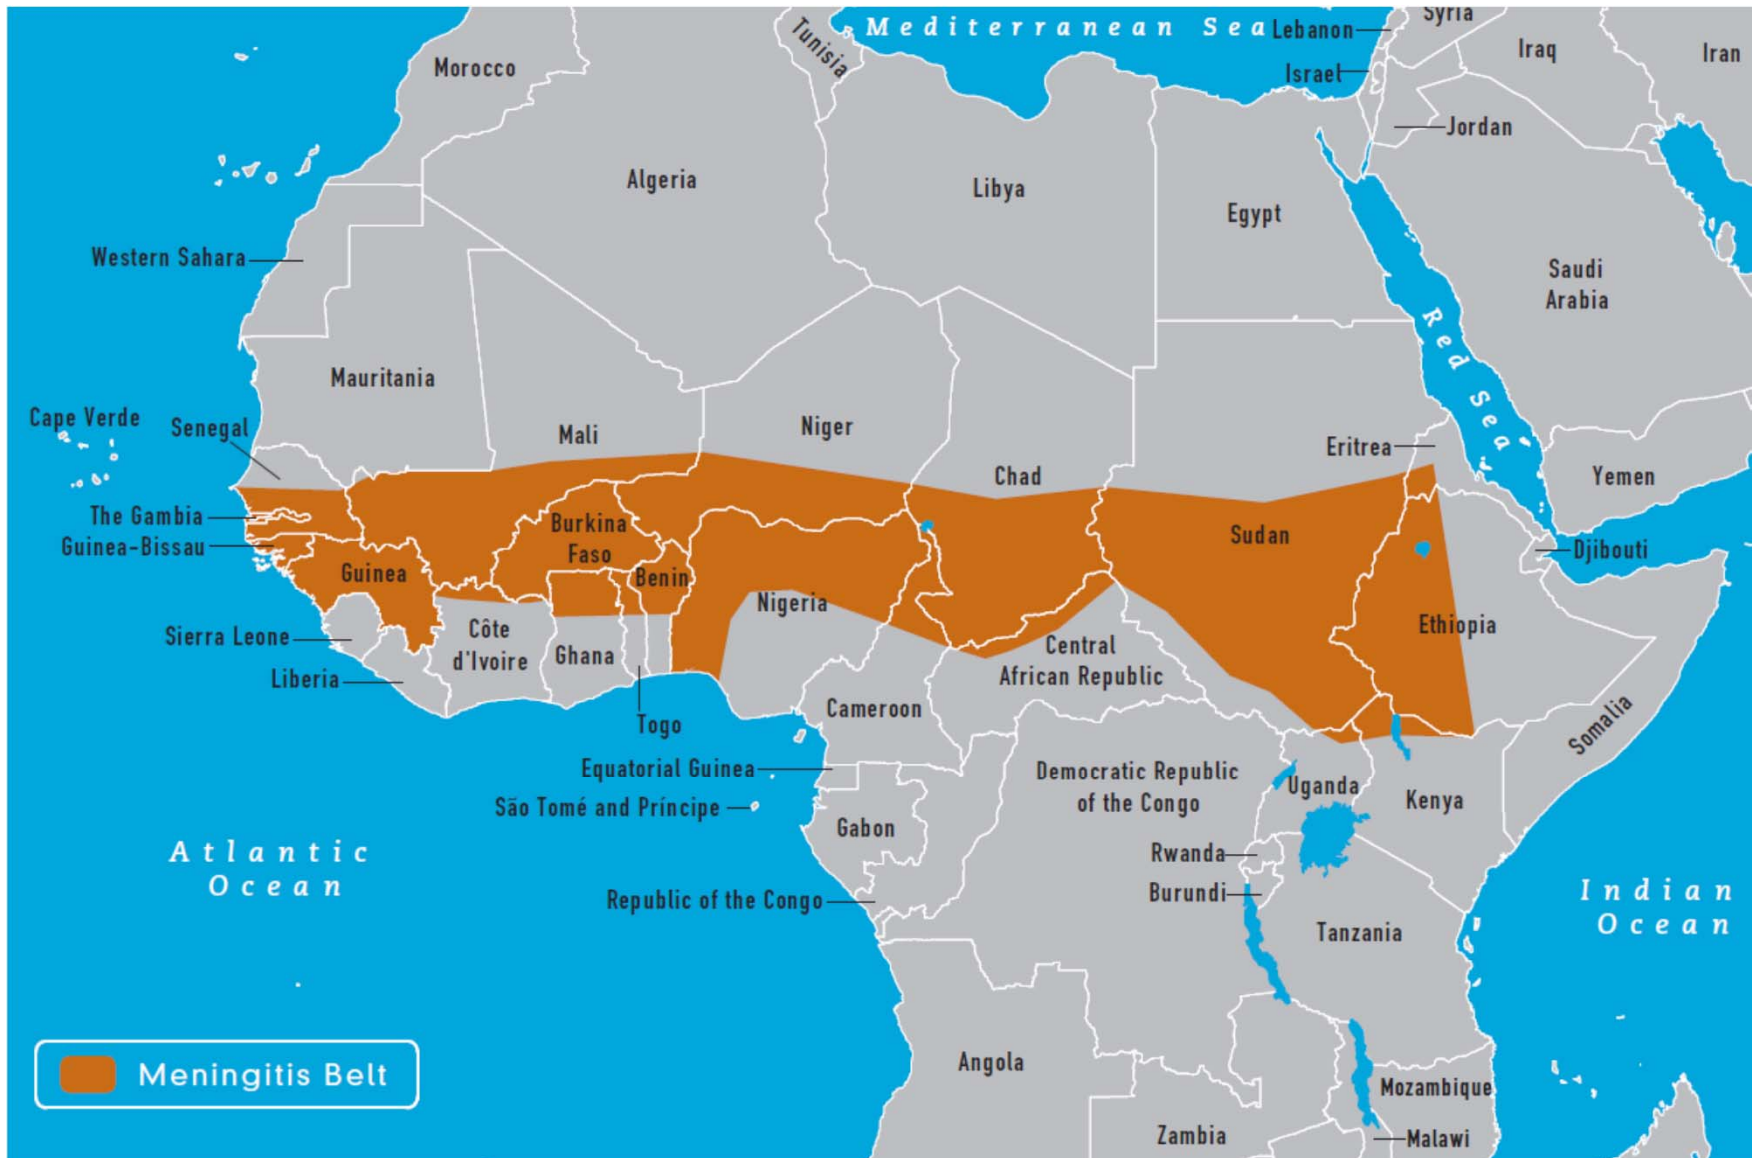 Mediterranean Sea
Syria
Lebanon
Iraq
Iran
Tunisia
Morocco
Israel
Jordan
Algeria
Libya
Egypt
Western Sahara
Saudi
Arabia
Red Sea
Mauritania
Cape Verde
Senegal
Mali
Niger
Chad
Eritrea
Yemen
The Gambia
Guinea-Bissau
Burkina
Faso
Sudan
Djibouti
Guinea
Benin
Nigeria
Ethiopia
Sierra Leone
Côte
d'Ivoire
Ghana
Central
African Republic
Liberia
Togo
Cameroon
Somalia
Equatorial Guinea
Democratic Republic
of the Congo
Uganda
Kenya
São Tomé and Príncipe
Gabon
Atlantic
Ocean
Rwanda
Burundi
Republic of the Congo
Indian
Ocean
Tanzania
Angola
Meningitis Belt
Mozambique
Zambia
Malawi